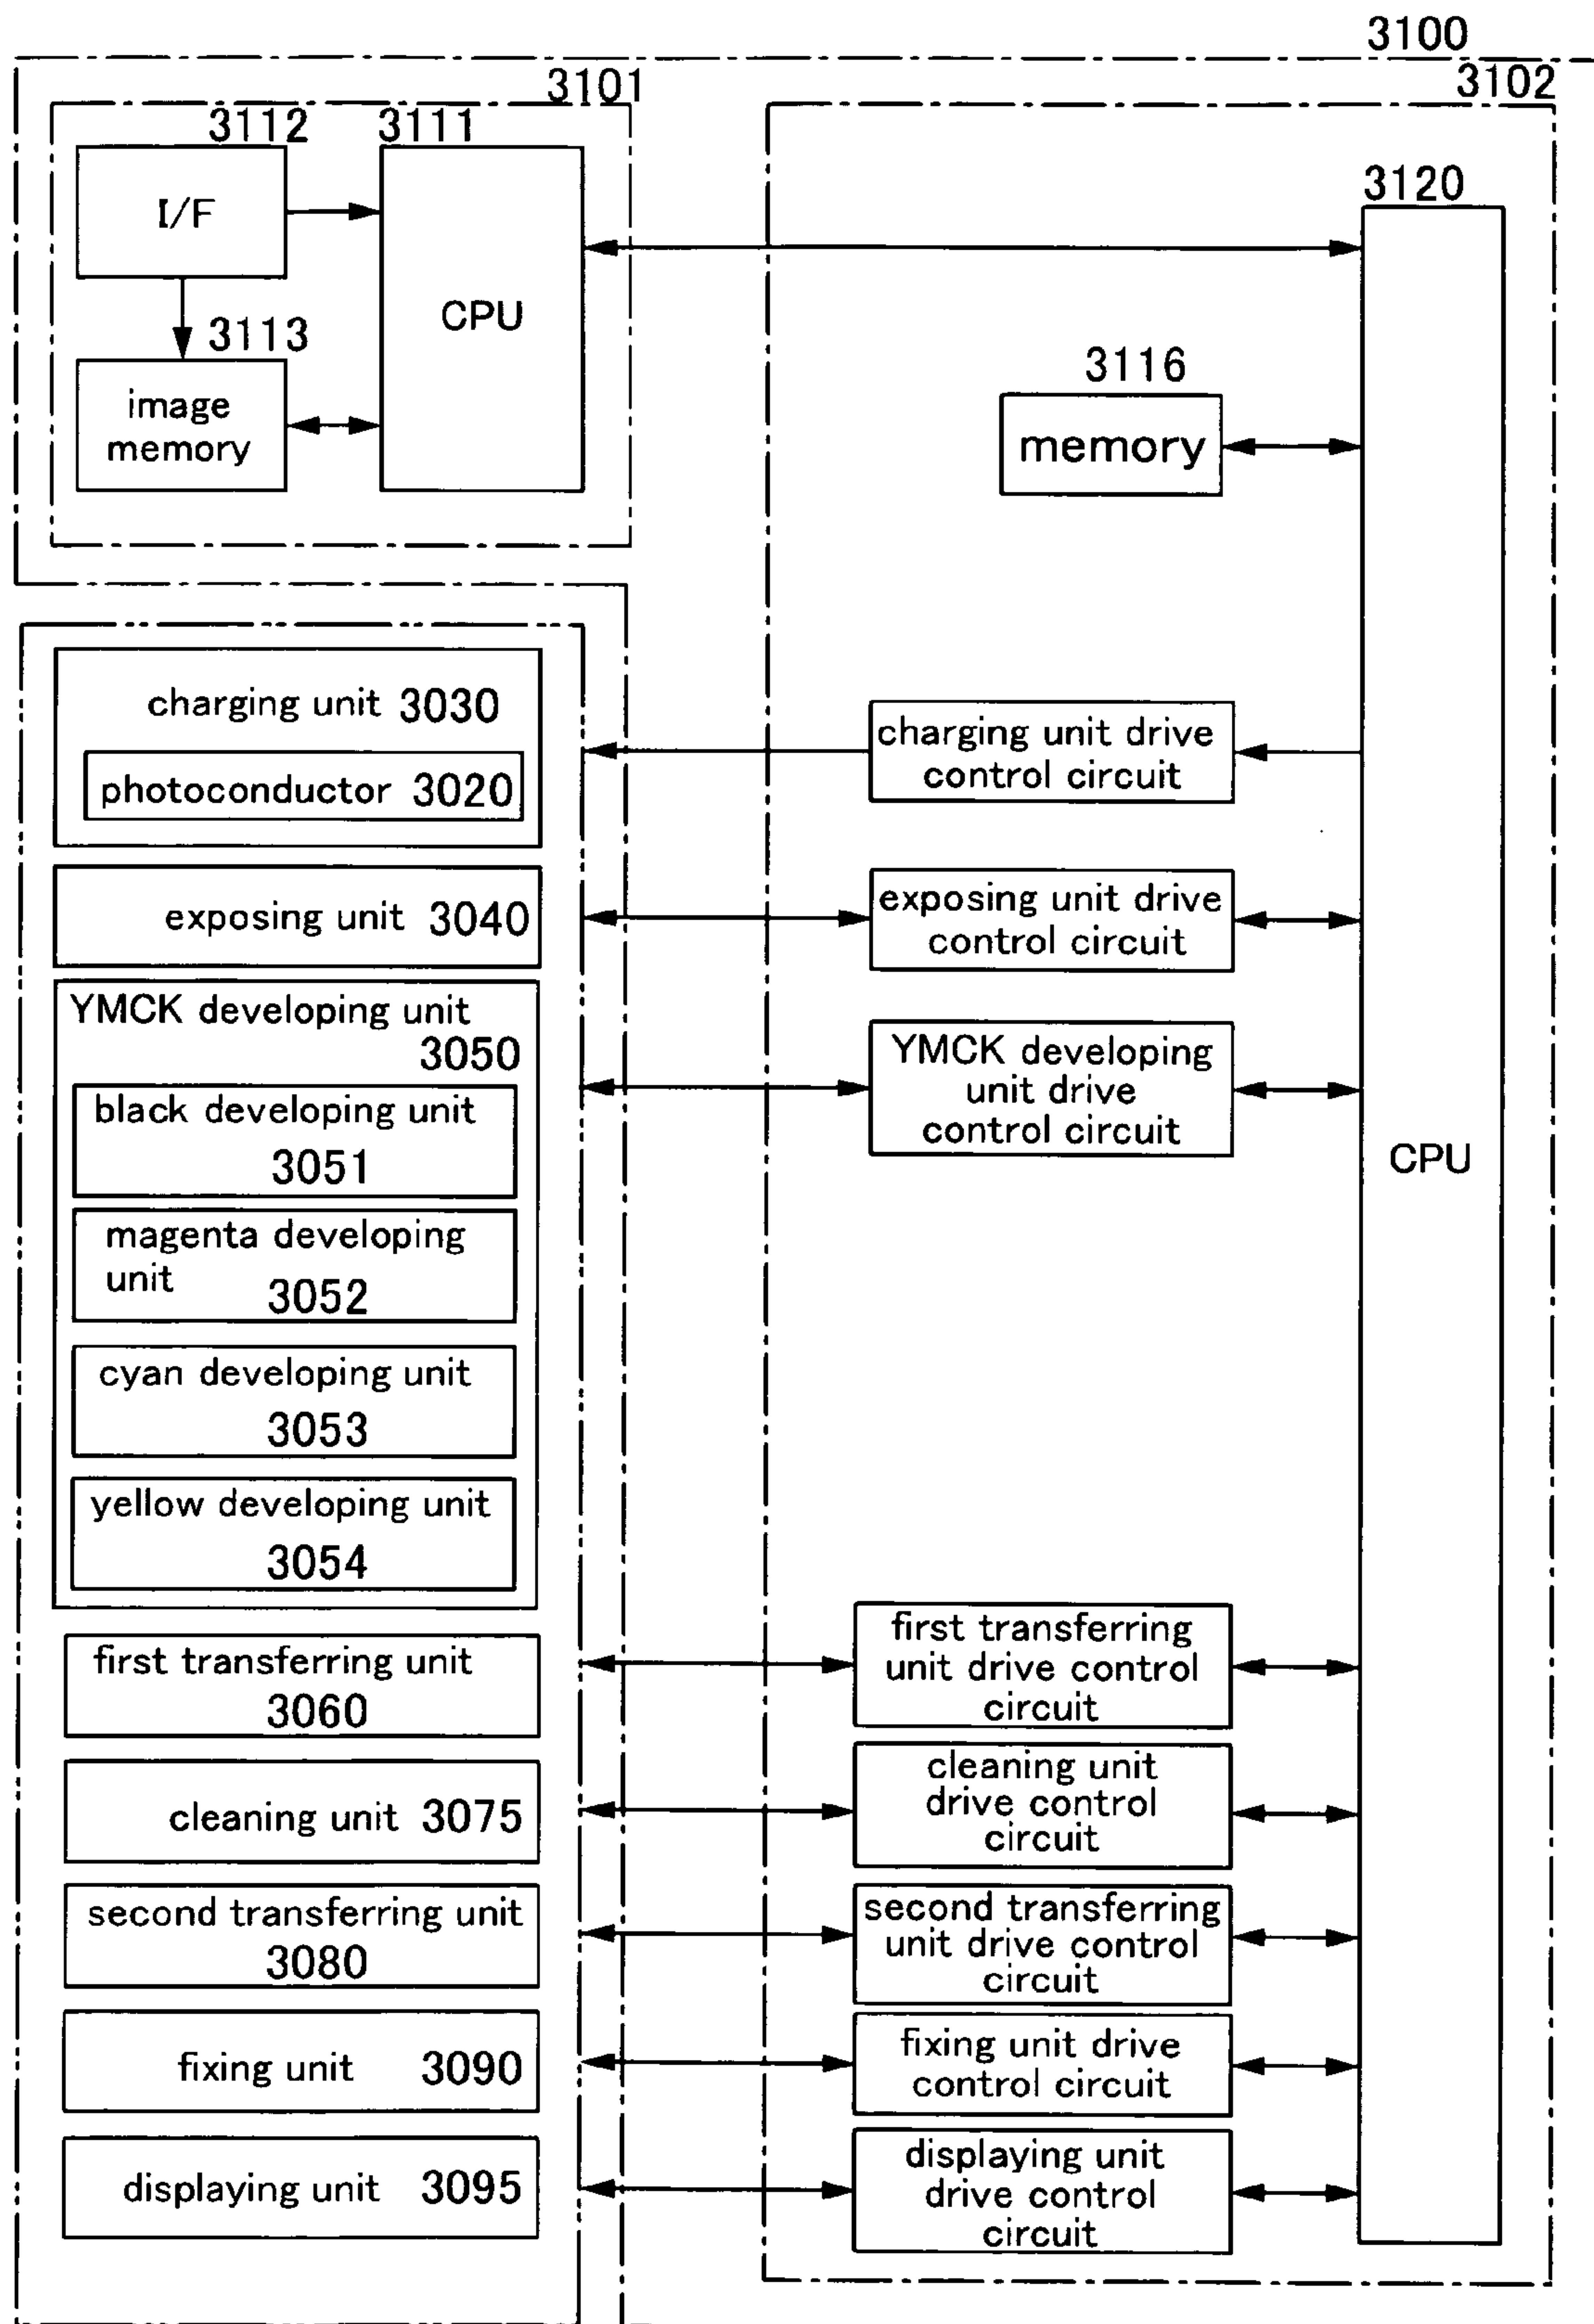 3100
3101
3102
3112
3111
I/F
CPU
3113
image
memory
3120
3116
memory
CPU
charging unit 3030
photoconductor 3020
charging unit drive
control circuit
exposing unit 3040
exposing unit drive
control circuit
YMCK developing unit
3050
YMCK developing
unit drive
control circuit
black developing unit
3051
magenta developing
unit
3052
cyan developing unit
3053
yellow developing unit
3054
first transferring unit
3060
first transferring
unit drive control
circuit
cleaning unit 3075
cleaning unit
drive control
circuit
second transferring unit
3080
second transferring
unit drive control
circuit
fixing unit 3090
fixing unit drive
control circuit
displaying unit 3095
displaying unit
drive control
circuit